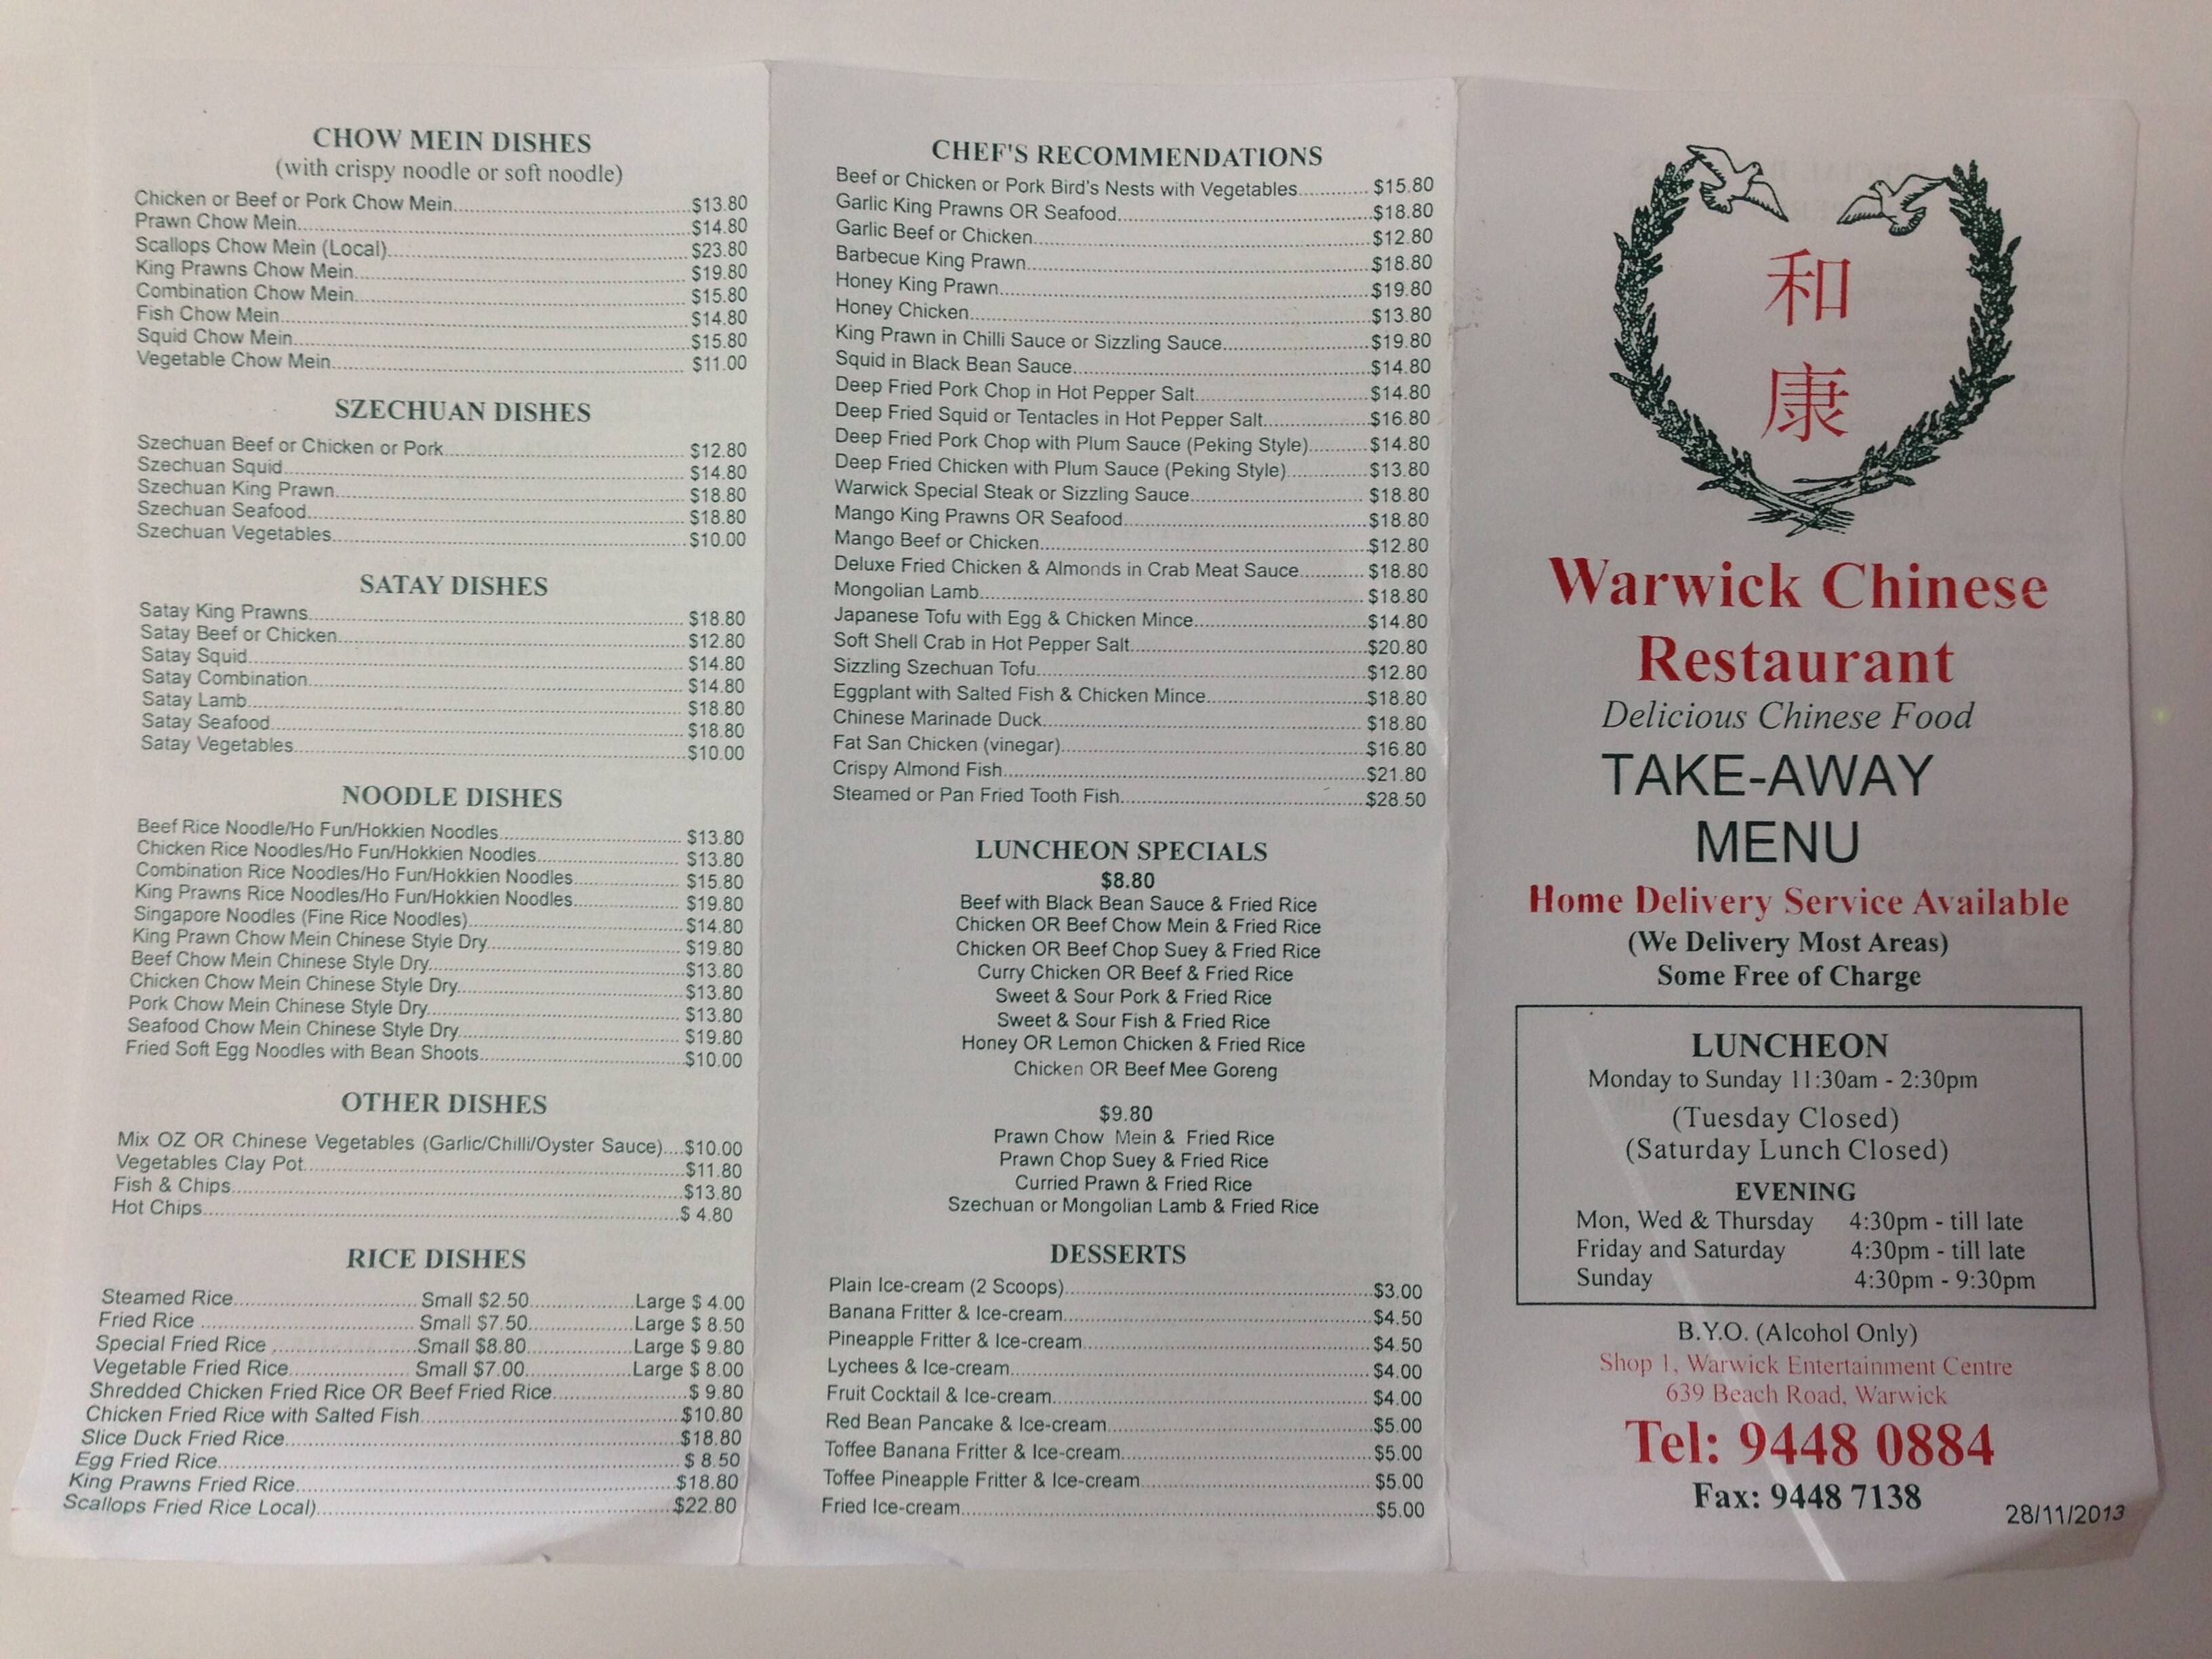 CHOW MEIN DISHES
(with crispy noodle or soft noodle)
Chicken or Beef or Pork Chow Mein $13.80
Prawn Chow Mein $14.80
Scallops Chow Mein (Local) $23.80
King Prawns Chow Mein $19.80
Combination Chow Mein $15.80
Fish Chow Mein $14.80
Squid Chow Mein $15.80
Vegetable Chow Mein $11.00
SZECHUAN DISHES
Szechuan Beef or Chicken or Pork $12.80
Szechuan Squid $14.80
Szechuan King Prawn $18.80
Szechuan Seafood $18.80
Szechuan Vegetables $10.00
SATAY DISHES
Satay King Prawns $18.80
Satay Beef or Chicken $12.80
Satay Squid $14.80
Satay Combination $14.80
Satay Lamb $18.80
Satay Seafood $18.80
Satay Vegetables $10.00
NOODLE DISHES
Beef Rice Noodle/Ho Fun/Hokkien Noodles $13.80
Chicken Rice Noodles/Ho Fun/Hokkien Noodles $13.80
Combination Rice Noodles/Ho Fun/Hokkien Noodles $15.80
King Prawns Rice Noodles/Ho Fun/Hokkien Noodles $19.80
Singapore Noodles (Fine Rice Noodles) $14.80
King Prawn Chow Mein Chinese Style Dry $19.80
Beef Chow Mein Chinese Style Dry $13.80
Chicken Chow Mein Chinese Style Dry $13.80
Pork Chow Mein Chinese Style Dry $13.80
Seafood Chow Mein Chinese Style Dry $19.80
Fried Soft Egg Noodles with Bean Shoots $10.00
OTHER DISHES
Mix OZ OR Chinese Vegetables (Garlic/Chilli/Oyster Sauce) $10.00
Vegetables Clay Pot $11.80
Fish & Chips $13.80
Hot Chips $ 4.80
RICE DISHES
Steamed Rice Small $2.50 Large $ 4.00
Fried Rice Small $7.50 Large $ 8.50
Special Fried Rice Small $8.80 Large $ 9.80
Vegetable Fried Rice Small $7.00 Large $ 8.00
Shredded Chicken Fried Rice OR Beef Fried Rice $ 9.80
Chicken Fried Rice with Salted Fish $10.80
Slice Duck Fried Rice $18.80
Egg Fried Rice $ 8.50
King Prawns Fried Rice $18.80
Scallops Fried Rice Local) $22.80
CHEF'S RECOMMENDATIONS
Beef or Chicken or Pork Bird's Nests with Vegetables $15.80
Garlic King Prawns OR Seafood $18.80
Garlic Beef or Chicken $12.80
Barbecue King Prawn $18.80
Honey King Prawn $19.80
Honey Chicken $13.80
King Prawn in Chilli Sauce or Sizzling Sauce $19.80
Squid in Black Bean Sauce $14.80
Deep Fried Pork Chop in Hot Pepper Salt $14.80
Deep Fried Squid or Tentacles in Hot Pepper Salt $16.80
Deep Fried Pork Chop with Plum Sauce (Peking Style) $14.80
Deep Fried Chicken with Plum Sauce (Peking Style) $13.80
Warwick Special Steak or Sizzling Sauce $18.80
Mango King Prawns OR Seafood $18.80
Mango Beef or Chicken $12.80
Deluxe Fried Chicken & Almonds in Crab Meat Sauce $18.80
Mongolian Lamb $18.80
Japanese Tofu with Egg & Chicken Mince $14.80
Soft Shell Crab in Hot Pepper Salt $20.80
Sizzling Szechuan Tofu $12.80
Eggplant with Salted Fish & Chicken Mince $18.80
Chinese Marinade Duck $18.80
Fat San Chicken (vinegar) $16.80
Crispy Almond Fish $21.80
Steamed or Pan Fried Tooth Fish $28.50
LUNCHEON SPECIALS
$8.80
Beef with Black Bean Sauce & Fried Rice
Chicken OR Beef Chow Mein & Fried Rice
Chicken OR Beef Chop Suey & Fried Rice
Curry Chicken OR Beef & Fried Rice
Sweet & Sour Pork & Fried Rice
Sweet & Sour Fish & Fried Rice
Honey OR Lemon Chicken & Fried Rice
Chicken OR Beef Mee Goreng
$9.80
Prawn Chow Mein & Fried Rice
Prawn Chop Suey & Fried Rice
Curried Prawn & Fried Rice
Szechuan or Mongolian Lamb & Fried Rice
DESSERTS
Plain Ice-cream (2 Scoops) $3.00
Banana Fritter & Ice-cream $4.50
Pineapple Fritter & Ice-cream $4.50
Lychees & Ice-cream $4.00
Fruit Cocktail & Ice-cream $4.00
Red Bean Pancake & Ice-cream $5.00
Toffee Banana Fritter & Ice-cream $5.00
Toffee Pineapple Fritter & Ice-cream $5.00
Fried Ice-cream $5.00
和
康
Warwick Chinese
Restaurant
Delicious Chinese Food
TAKE-AWAY
MENU
Home Delivery Service Available
(We Delivery Most Areas)
Some Free of Charge
LUNCHEON
Monday to Sunday 11:30am - 2:30pm
(Tuesday Closed)
(Saturday Lunch Closed)
EVENING
Mon, Wed & Thursday 4:30pm - till late
Friday and Saturday 4:30pm - till late
Sunday 4:30pm - 9:30pm
B.Y.O. (Alcohol Only)
Shop 1, Warwick Entertainment Centre
639 Beach Road, Warwick
Tel: 9448 0884
Fax: 9448 7138
28/11/2013